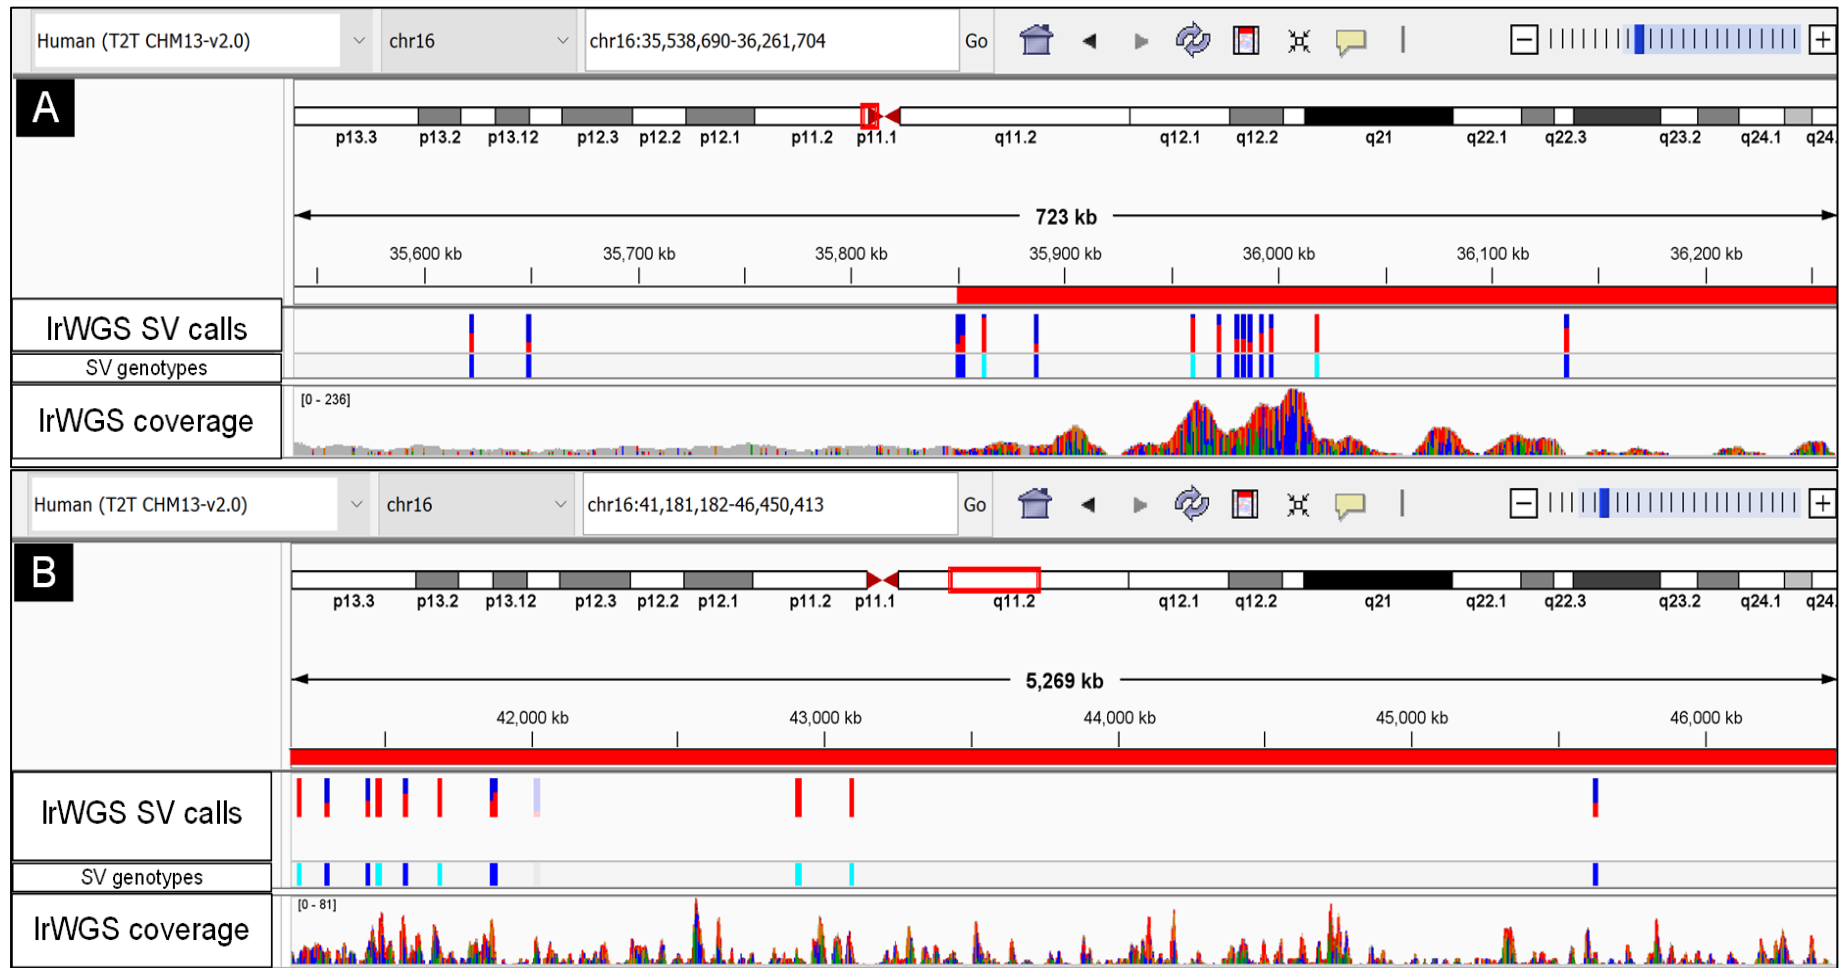 Human (T2T CHM13-v2.0) chr16 chr16:35,538,690-36,261,704 Go
A
p13.3 p13.2 p13.12 p12.3 p12.2 p12.1 p11.2 p11.1 q11.2 q12.1 q12.2 q21 q22.1 q22.3 q23.2 q24.1 q24.
723 kb
35,600 kb 35,700 kb 35,800 kb 35,900 kb 36,000 kb 36,100 kb 36,200 kb
lrWGS SV calls
SV genotypes
[0 - 236]
lrWGS coverage
Human (T2T CHM13-v2.0) chr16 chr16:41,181,182-46,450,413 Go
B
p13.3 p13.2 p13.12 p12.3 p12.2 p12.1 p11.2 p11.1 q11.2 q12.1 q12.2 q21 q22.1 q22.3 q23.2 q24.1 q24.
5,269 kb
42,000 kb 43,000 kb 44,000 kb 45,000 kb 46,000 kb
lrWGS SV calls
SV genotypes
[0 - 81]
lrWGS coverage